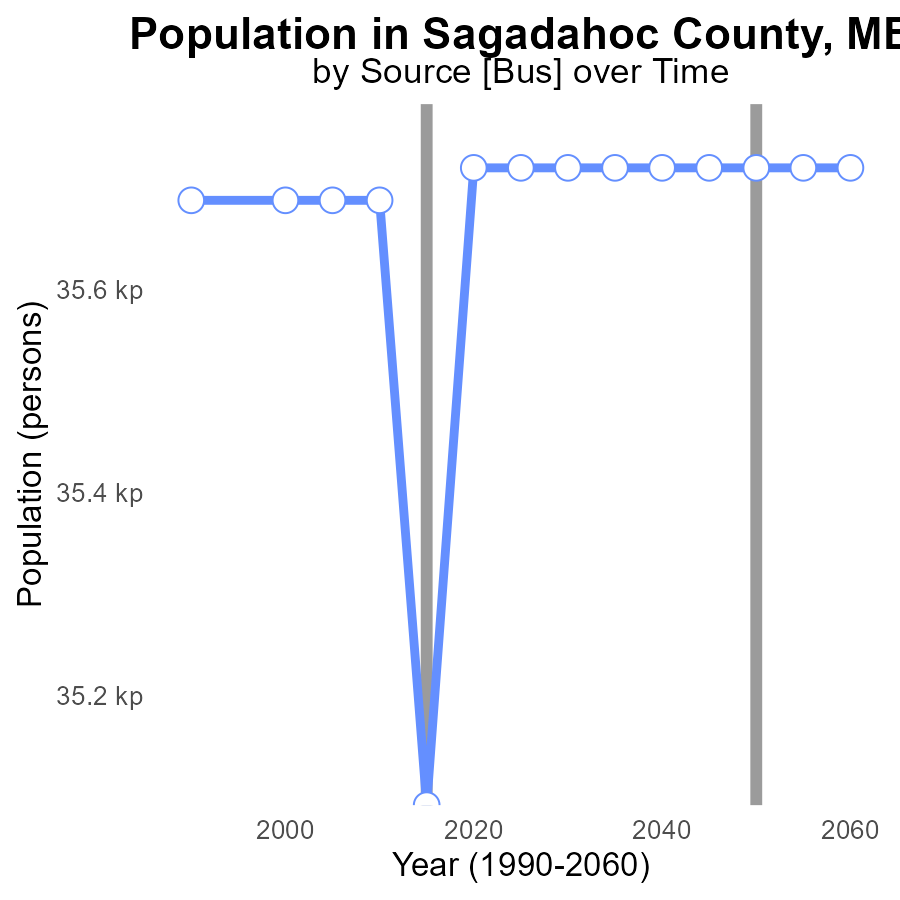 Population in Sagadahoc County, ME
by Source [Bus] over Time
Population (persons)
35.6 kp
35.4 kp
35.2 kp
2000 2020 2040 2060
Year (1990-2060)